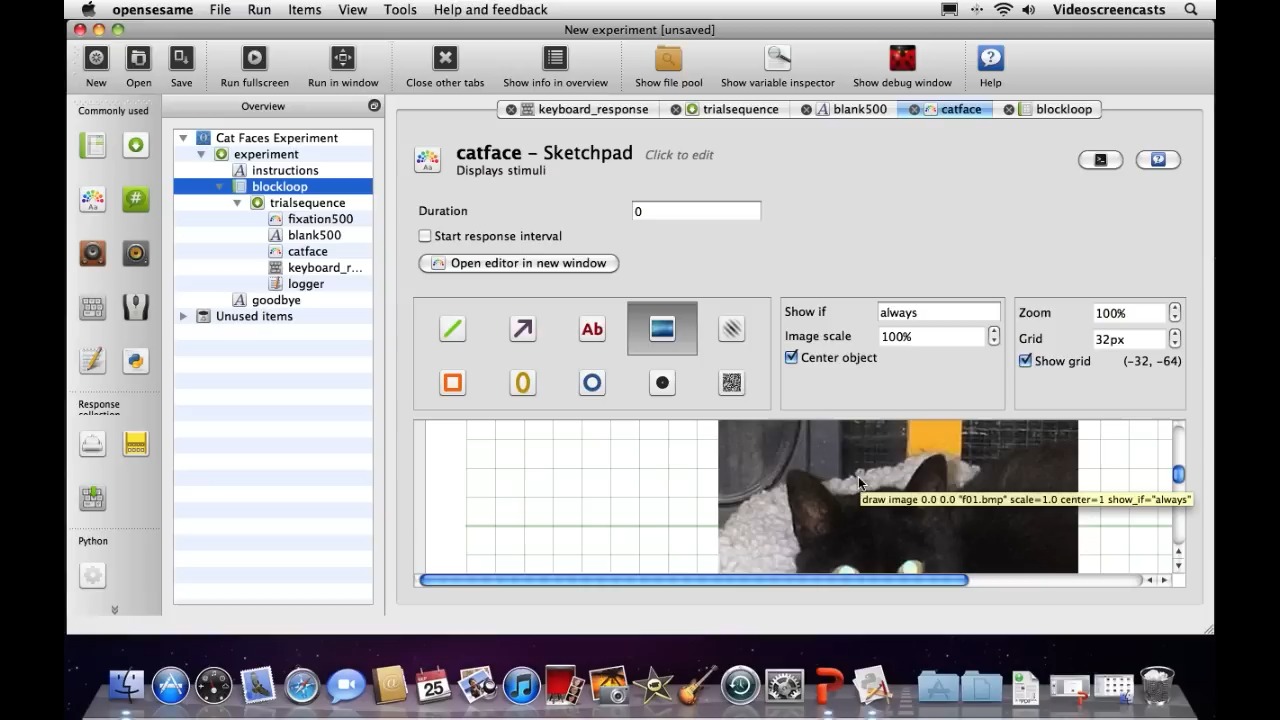 opensesame File Run Items View Tools Help and feedback Videoscreencasts
New experiment [unsaved]
New Open Save Run fullscreen Run in window Close other tabs Show info in overview Show file pool Show variable inspector Show debug window Help
Commonly used
Overview
keyboard_response trialsequence blank500 catface blockloop
Cat Faces Experiment
experiment
instructions
blockloop
trialsequence
fixation500
blank500
catface
keyboard_r...
logger
goodbye
Unused items
catface – Sketchpad Click to edit
Displays stimuli
Duration 0
Start response interval
Open editor in new window
Aa
Ab
Show if always
Image scale 100%
Center object
Zoom 100%
Grid 32px
Show grid (-32, -64)
Response
collection
Python
draw image 0.0 0.0 "f01.bmp" scale=1.0 center=1 show_if="always"
25